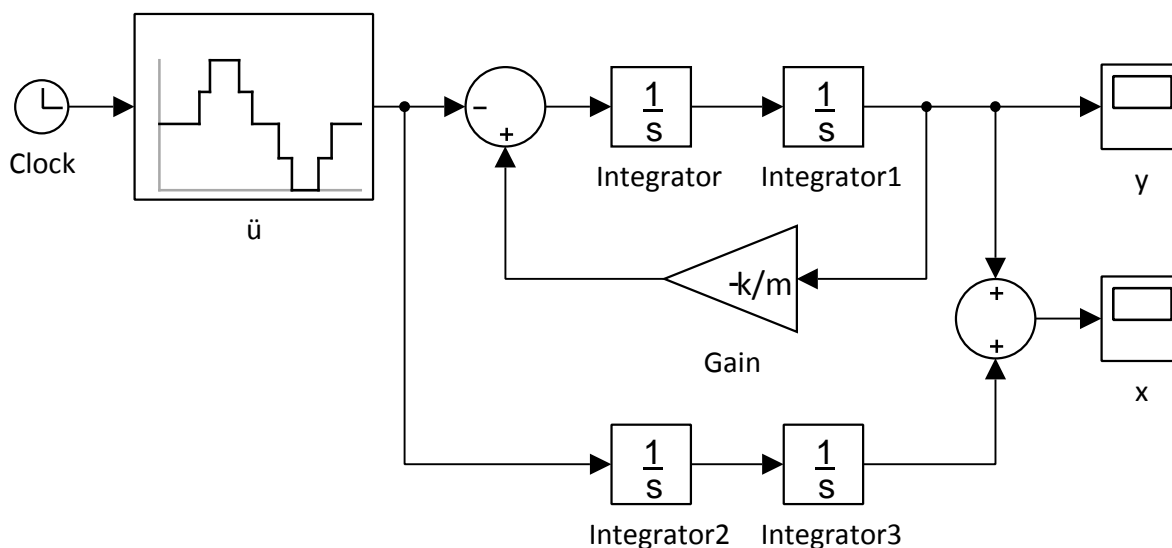 Clock
ü
−
+
1
s
Integrator
1
s
Integrator1
y
-k/m
Gain
+
+
x
1
s
Integrator2
1
s
Integrator3